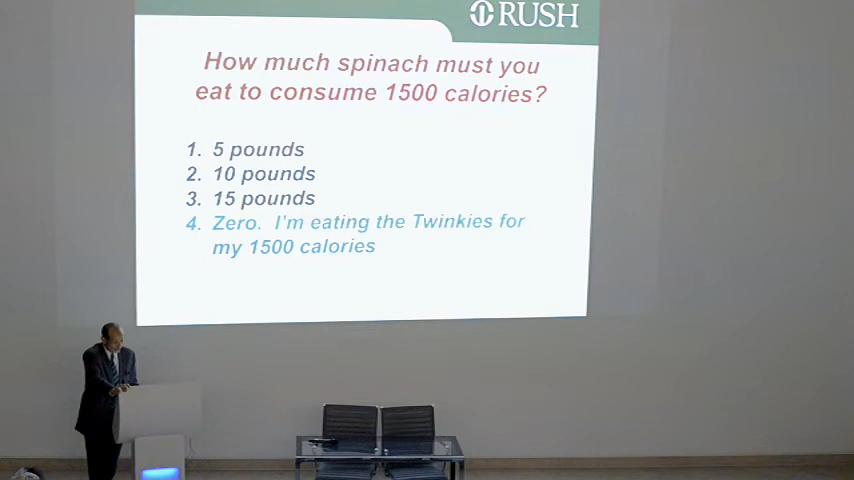 RUSH
How much spinach must you
eat to consume 1500 calories?
1. 5 pounds
2. 10 pounds
3. 15 pounds
4. Zero. I'm eating the Twinkies for
my 1500 calories